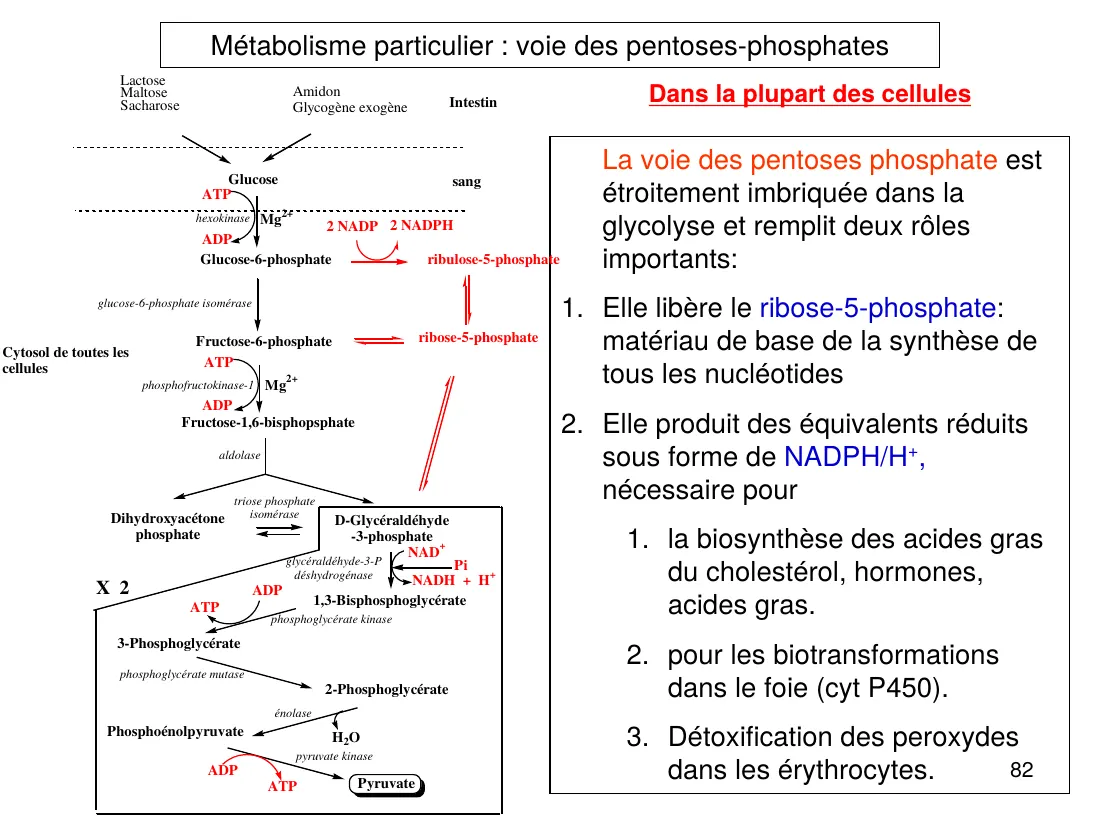 Métabolisme particulier : voie des pentoses-phosphates
Lactose
Maltose
Sacharose
Amidon
Glycogène exogène
Intestin
Glucose
sang
ATP
hexokinase
Mg2+
ADP
2 NADP 2 NADPH
Glucose-6-phosphate
ribulose-5-phosphate
glucose-6-phosphate isomérase
Fructose-6-phosphate
ribose-5-phosphate
Cytosol de toutes les
cellules
ATP
phosphofructokinase-1
Mg2+
ADP
Fructose-1,6-bisphopsphate
aldolase
triose phosphate
isomérase
Dihydroxyacétone
phosphate
D-Glycéraldéhyde
-3-phosphate
glycéraldéhyde-3-P
déshydrogénase
NAD+
Pi
NADH + H+
X 2
1,3-Bisphosphoglycérate
ADP
ATP
phosphoglycérate kinase
3-Phosphoglycérate
phosphoglycérate mutase
2-Phosphoglycérate
énolase
Phosphoénolpyruvate
H2O
pyruvate kinase
ADP
ATP
Pyruvate
Dans la plupart des cellules
La voie des pentoses phosphate est
étroitement imbriquée dans la
glycolyse et remplit deux rôles
importants:
1. Elle libère le ribose-5-phosphate:
matériau de base de la synthèse de
tous les nucléotides
2. Elle produit des équivalents réduits
sous forme de NADPH/H+,
nécessaire pour
1. la biosynthèse des acides gras
du cholestérol, hormones,
acides gras.
2. pour les biotransformations
dans le foie (cyt P450).
3. Détoxification des peroxydes
dans les érythrocytes.
82